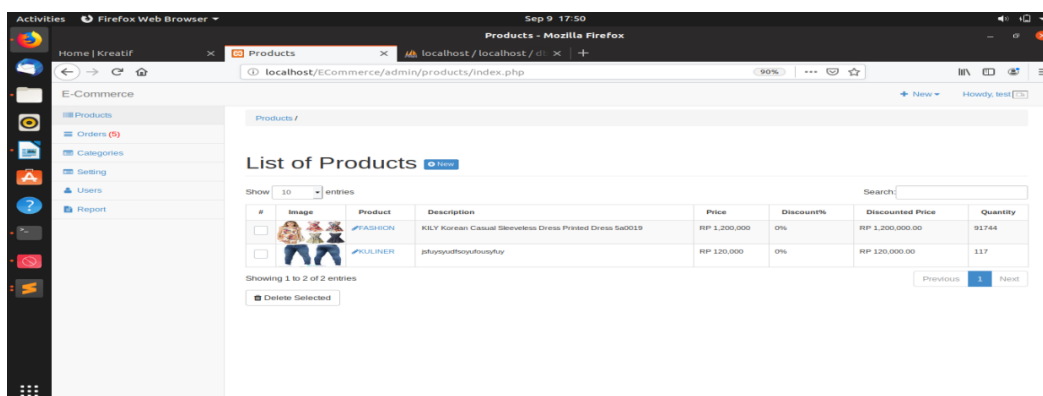 Activities Firefox Web Browser Sep 9 17:50
Products - Mozilla Firefox
Home | Kreatif Products localhost / localhost / d
localhost/ECommerce/admin/products/index.php 90%
E-Commerce New Howdy, test
Products
Products /
Orders (5)
Categories
List of Products New
Setting
Users
Show 10 entries Search:
Report
# Image Product Description Price Discount% Discounted Price Quantity
FASHION KILY Korean Casual Sleeveless Dress Printed Dress Sa0019 RP 1,200,000 0% RP 1,200,000.00 91744
KULINER RP 120,000 0% RP 120,000.00 117
Showing 1 to 2 of 2 entries Previous 1 Next
Delete Selected